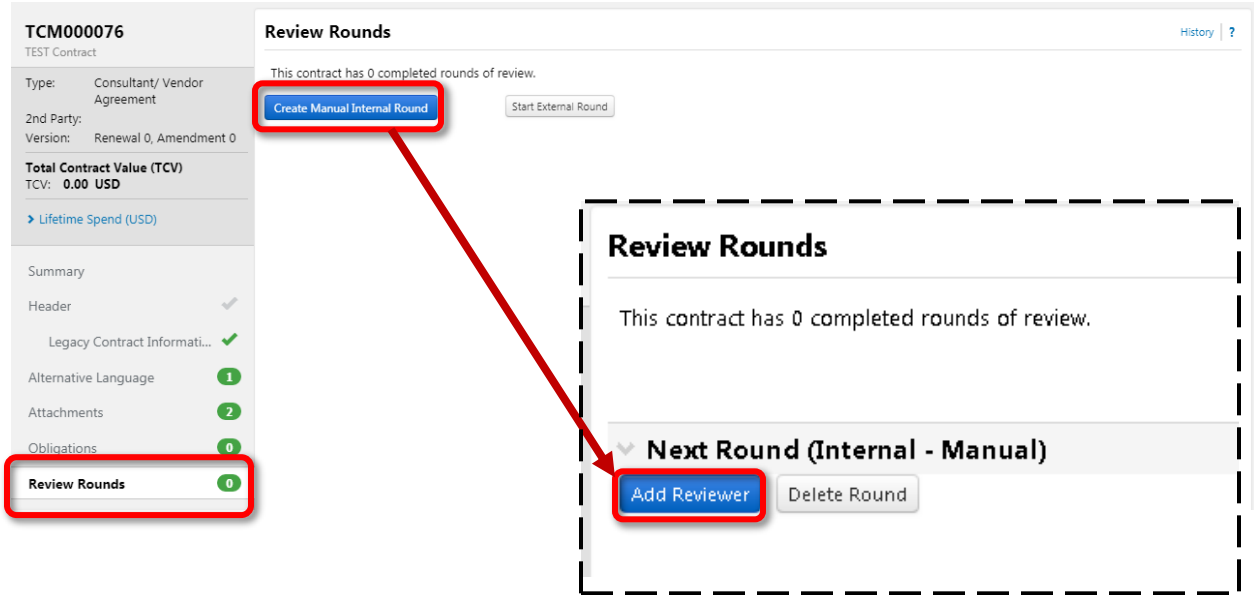 TCM000076
TEST Contract
Type: Consultant/ Vendor
Agreement
2nd Party:
Version: Renewal 0, Amendment 0
Total Contract Value (TCV)
TCV: 0.00 USD
Lifetime Spend (USD)
Summary
Header
Legacy Contract Informati...
Alternative Language 1
Attachments 2
Obligations 0
Review Rounds 0
Review Rounds
History ?
This contract has 0 completed rounds of review.
Create Manual Internal Round
Start External Round
Review Rounds
This contract has 0 completed rounds of review.
Next Round (Internal - Manual)
Add Reviewer
Delete Round